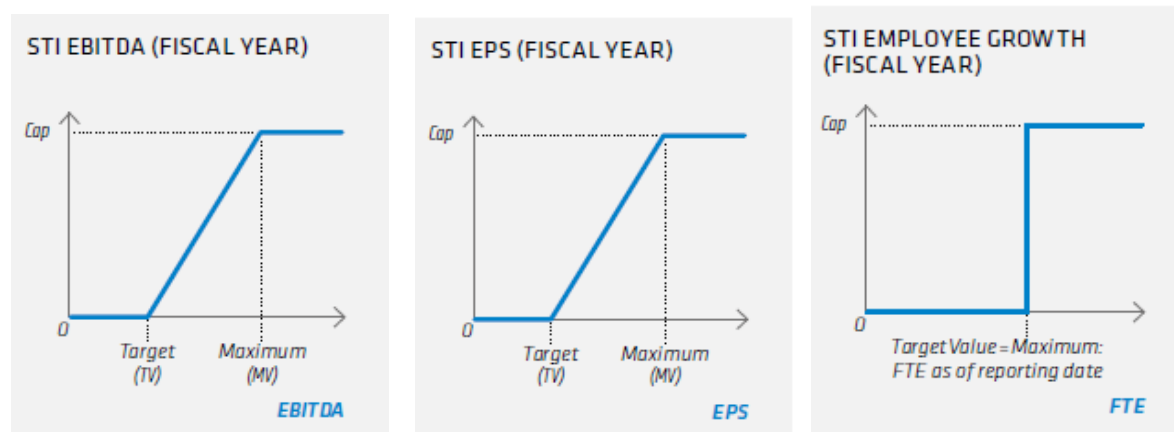 STI EBITDA (FISCAL YEAR)
Cap
0
Target
(TV)
Maximum
(MV)
EBITDA
STI EPS (FISCAL YEAR)
Cap
0
Target
(TV)
Maximum
(MV)
EPS
STI EMPLOYEE GROWTH
(FISCAL YEAR)
Cap
0
Target Value=Maximum:
FTE as of reporting date
FTE